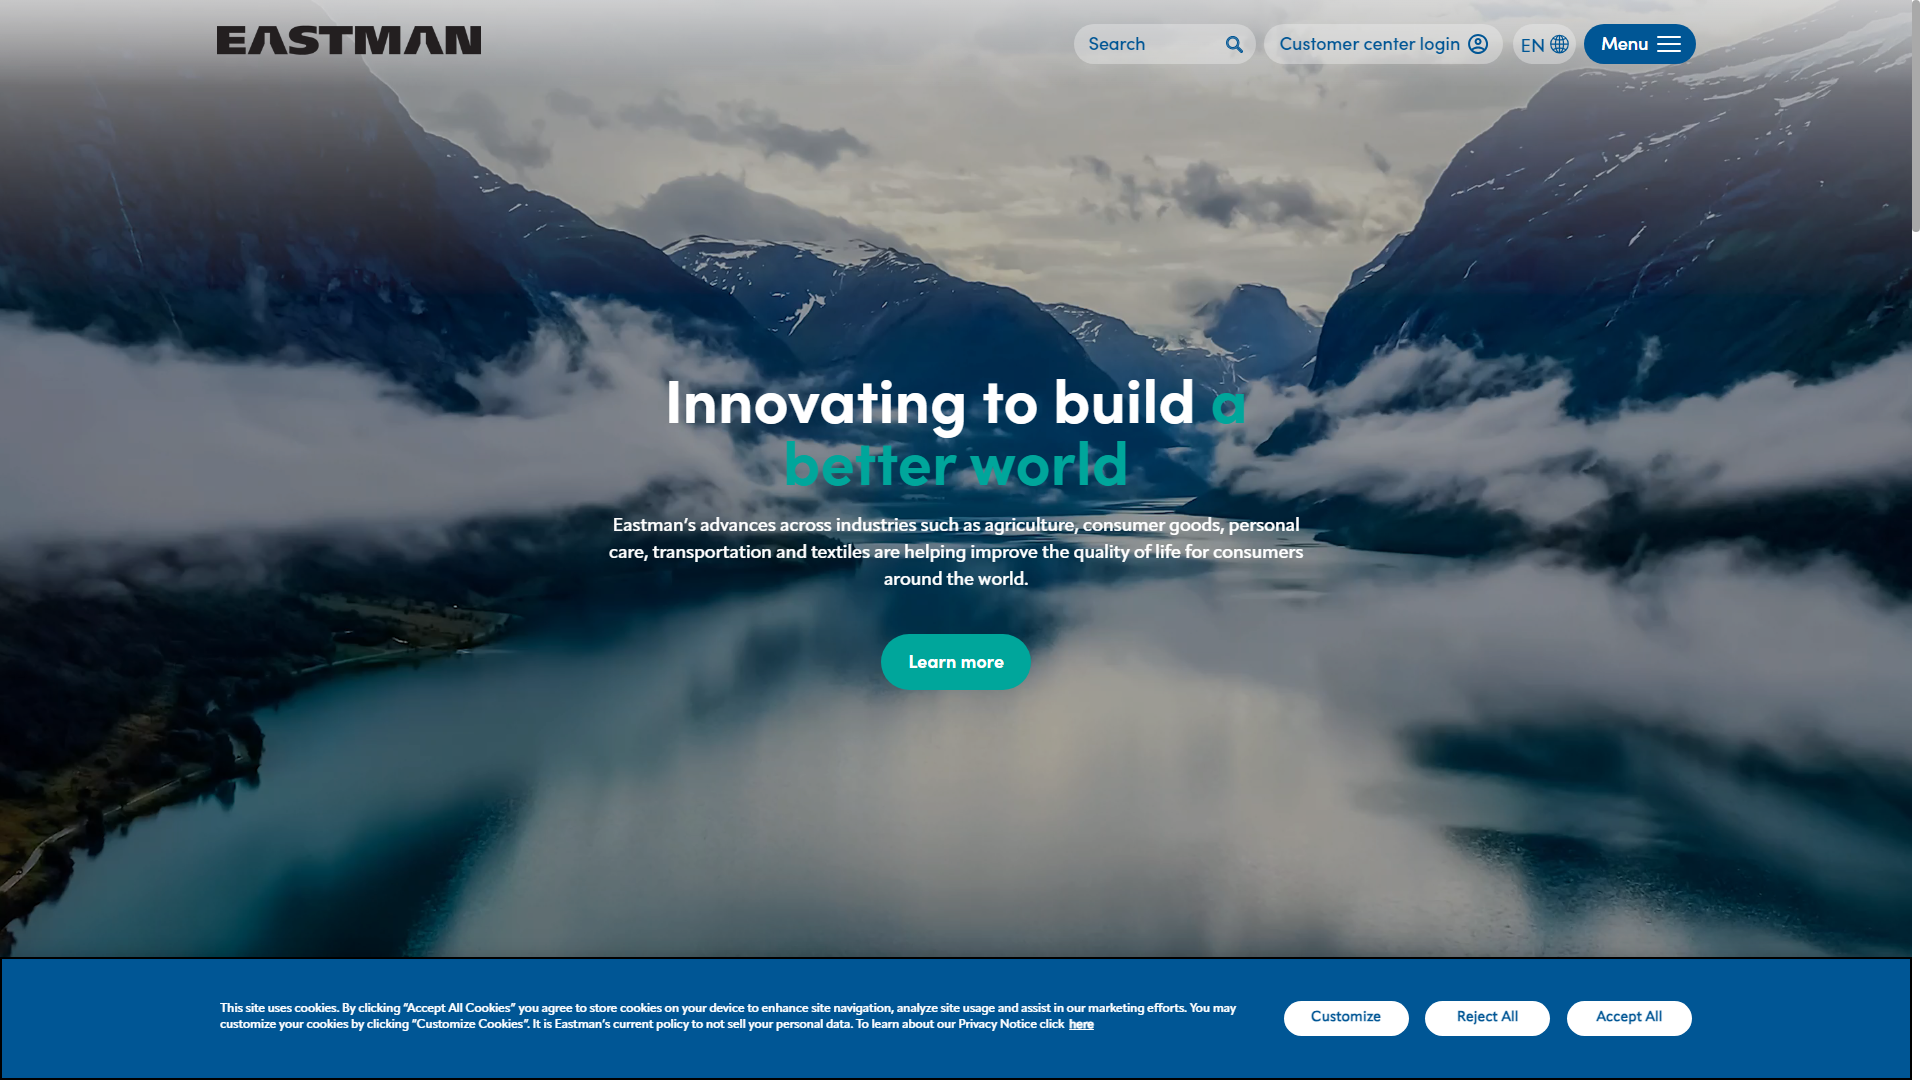 EASTMAN
Search
Customer center login
EN
Menu
Innovating to build a
better world
Eastman’s advances across industries such as agriculture, consumer goods, personal
care, transportation and textiles are helping improve the quality of life for consumers
around the world.
Learn more
This site uses cookies. By clicking “Accept All Cookies” you agree to store cookies on your device to enhance site navigation, analyze site usage and assist in our marketing efforts. You may
customize your cookies by clicking “Customize Cookies”. It is Eastman’s current policy to not sell your personal data. To learn about our Privacy Notice click here
Customize
Reject All
Accept All